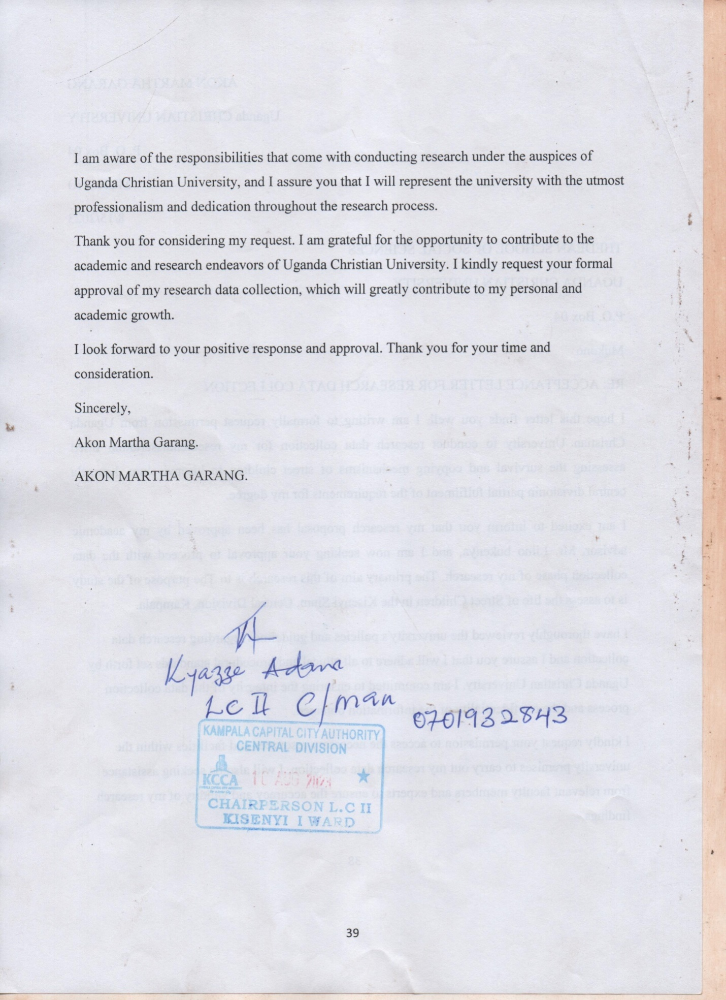 I am aware of the responsibilities that come with conducting research under the auspices of
Uganda Christian University, and I assure you that I will represent the university with the utmost
professionalism and dedication throughout the research process.
Thank you for considering my request. I am grateful for the opportunity to contribute to the
academic and research endeavors of Uganda Christian University. I kindly request your formal
approval of my research data collection, which will greatly contribute to my personal and
academic growth.
I look forward to your positive response and approval. Thank you for your time and
consideration.
Sincerely,
Akon Martha Garang.
AKON MARTHA GARANG.
Kyazze Adam
LC II C/man
0701932843
KAMPALA CAPITAL CITY AUTHORITY
CENTRAL DIVISION
KCCA
AUG 2023
CHAIRPERSON L.C II
KISENYI I WARD
39